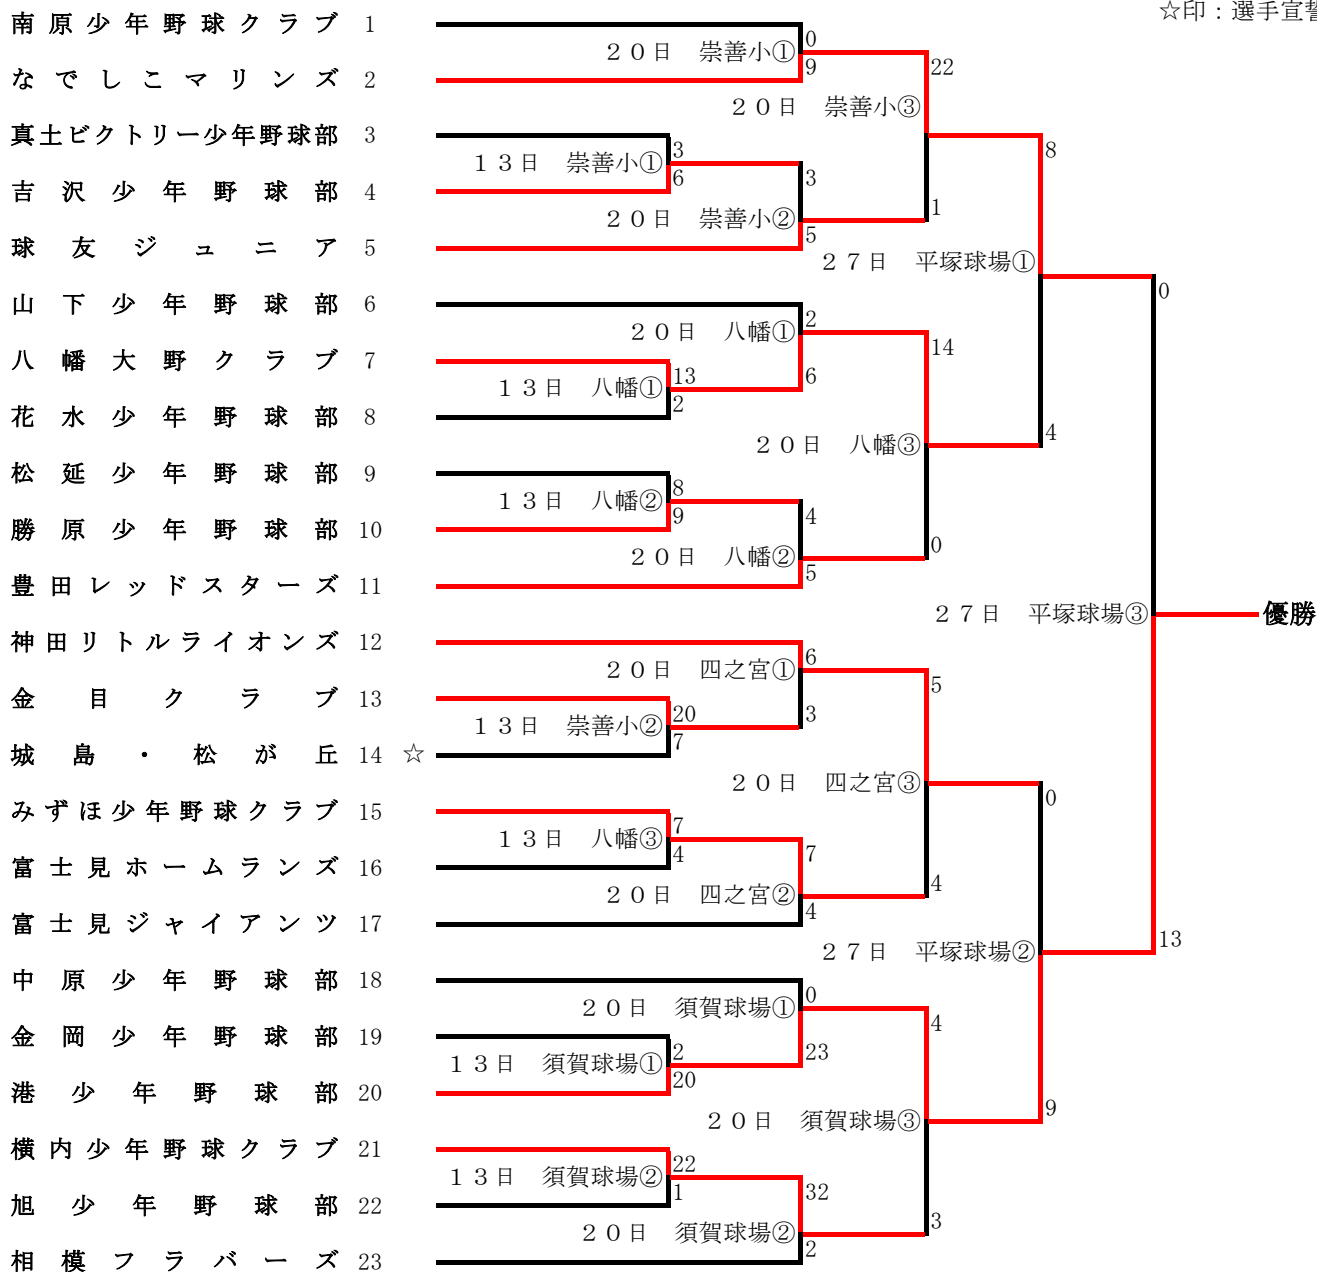 ☆印：選手宣誓
南原少年野球クラブ 1
0
２０日 崇善小①
9
22
なでしこマリンズ 2
２０日 崇善小③
真土ビクトリー少年野球部 3
3
8
１３日 崇善小①
6
3
吉沢少年野球部 4
1
２０日 崇善小②
5
球友ジュニア 5
２７日 平塚球場①
0
山下少年野球部 6
2
２０日 八幡①
14
八幡大野クラブ 7
13
6
１３日 八幡①
2
花水少年野球部 8
4
２０日 八幡③
松延少年野球部 9
8
１３日 八幡②
9
4
勝原少年野球部 10
0
２０日 八幡②
5
豊田レッドスターズ 11
２７日 平塚球場③
優勝
神田リトルライオンズ 12
6
２０日 四之宮①
5
金目クラブ 13
20
3
１３日 崇善小②
7
城島・松が丘 14 ☆
２０日 四之宮③
0
みずほ少年野球クラブ 15
7
１３日 八幡③
4
7
富士見ホームランズ 16
4
２０日 四之宮②
4
富士見ジャイアンツ 17
13
２７日 平塚球場②
中原少年野球部 18
0
２０日 須賀球場①
4
金岡少年野球部 19
2
23
１３日 須賀球場①
20
港少年野球部 20
9
２０日 須賀球場③
横内少年野球クラブ 21
22
１３日 須賀球場②
1
32
旭少年野球部 22
3
２０日 須賀球場②
2
相模フラバーズ 23